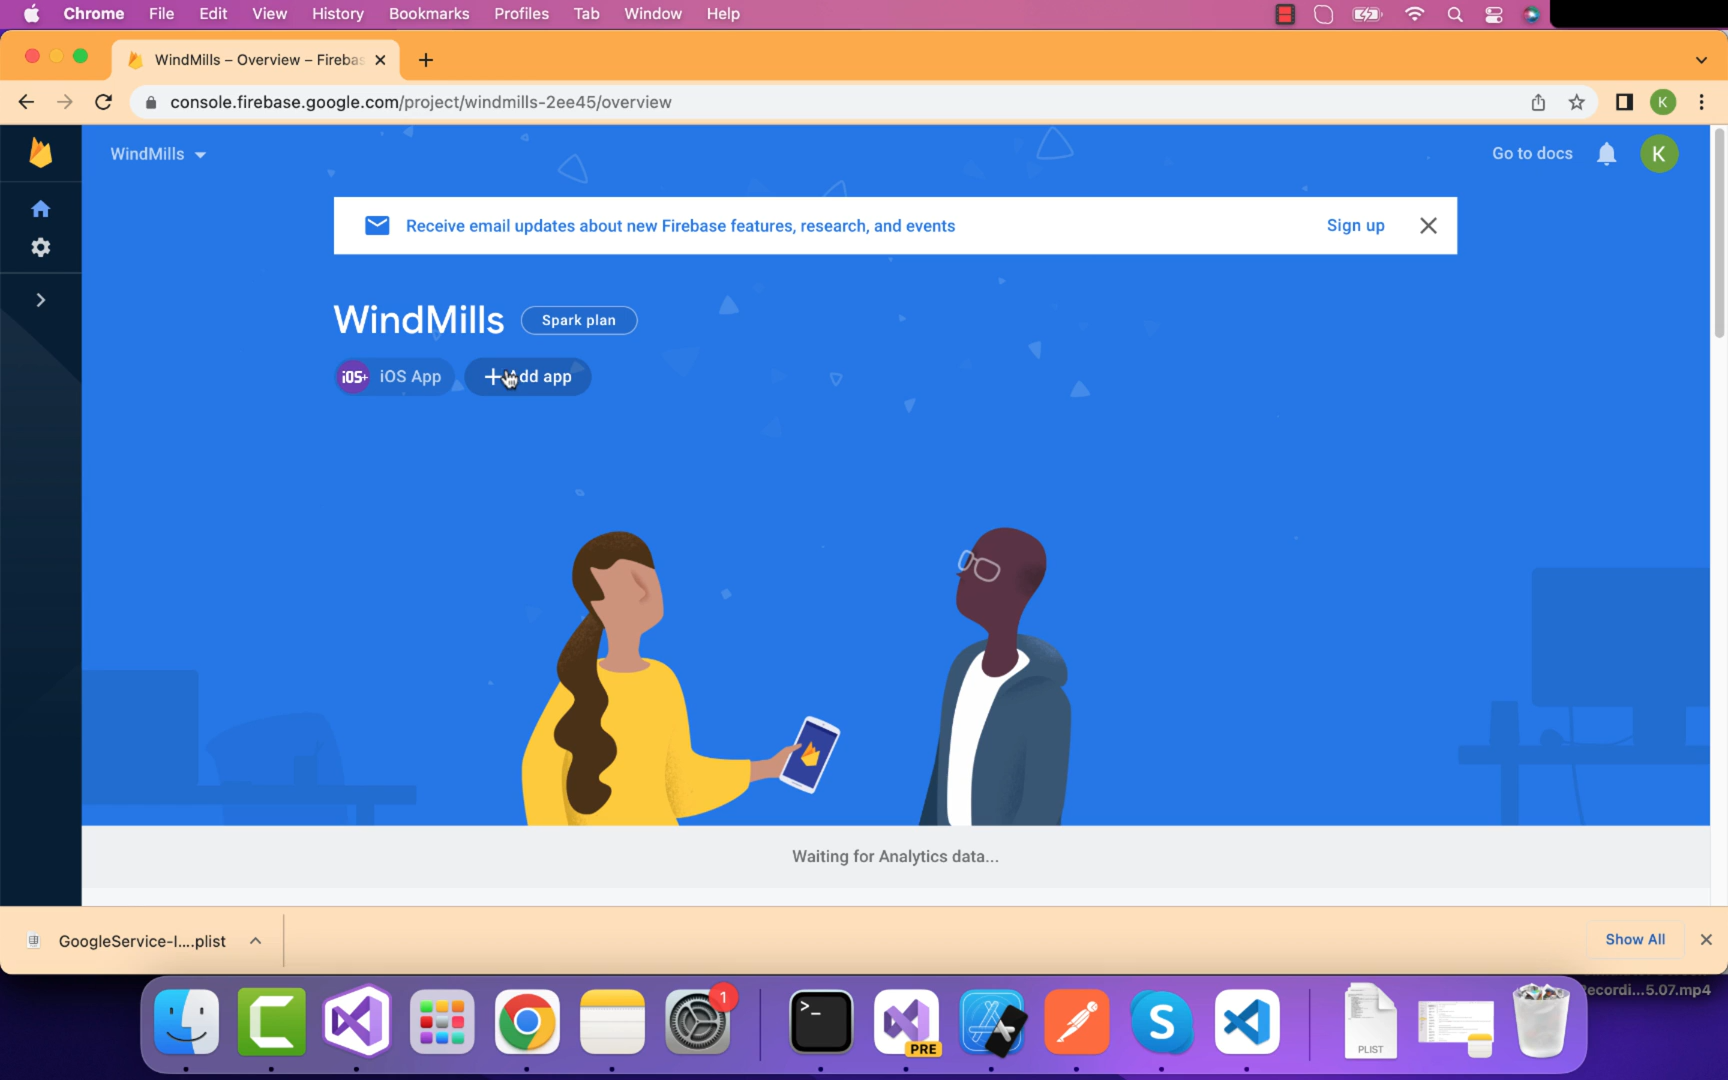 Chrome File Edit View History Bookmarks Profiles Tab Window Help
WindMills – Overview – Fireba
console.firebase.google.com/project/windmills-2ee45/overview
K
WindMills
Go to docs
K
Receive email updates about new Firebase features, research, and events
Sign up
WindMills
Spark plan
iOS+ iOS App
Add app
Waiting for Analytics data...
GoogleService-I....plist
Show All
ecordi...5.07.mp4
1
PRE
S
PLIST